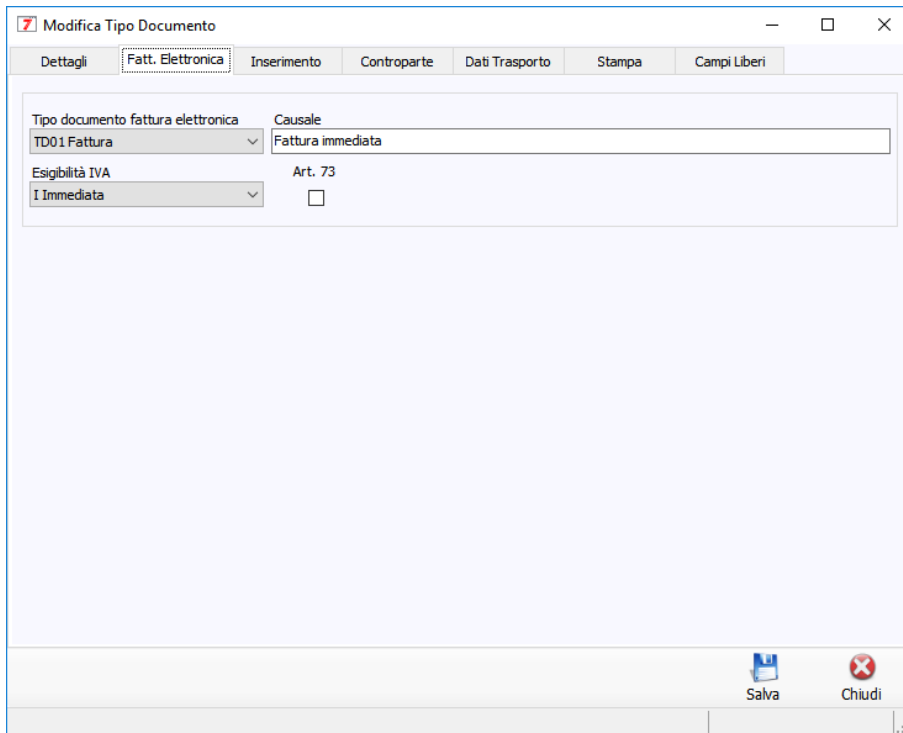 7 Modifica Tipo Documento
Dettagli Fatt. Elettronica Inserimento Controparte Dati Trasporto Stampa Campi Liberi
Tipo documento fattura elettronica Causale
TD01 Fattura Fattura immediata
Esigibilità IVA Art. 73
I Immediata
Salva Chiudi